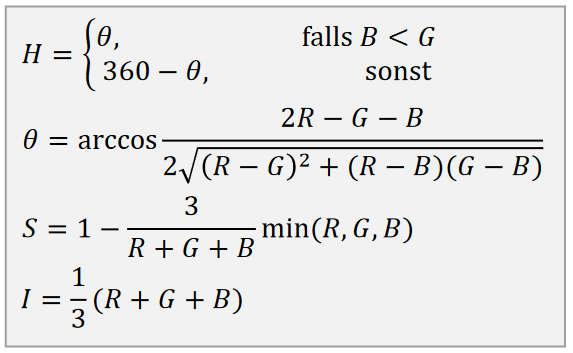 H = { θ, falls B < G
360 − θ, sonst
θ = arccos (2R − G − B) / (2√((R − G)² + (R − B)(G − B)))
S = 1 − 3 / (R + G + B) min(R, G, B)
I = 1/3 (R + G + B)